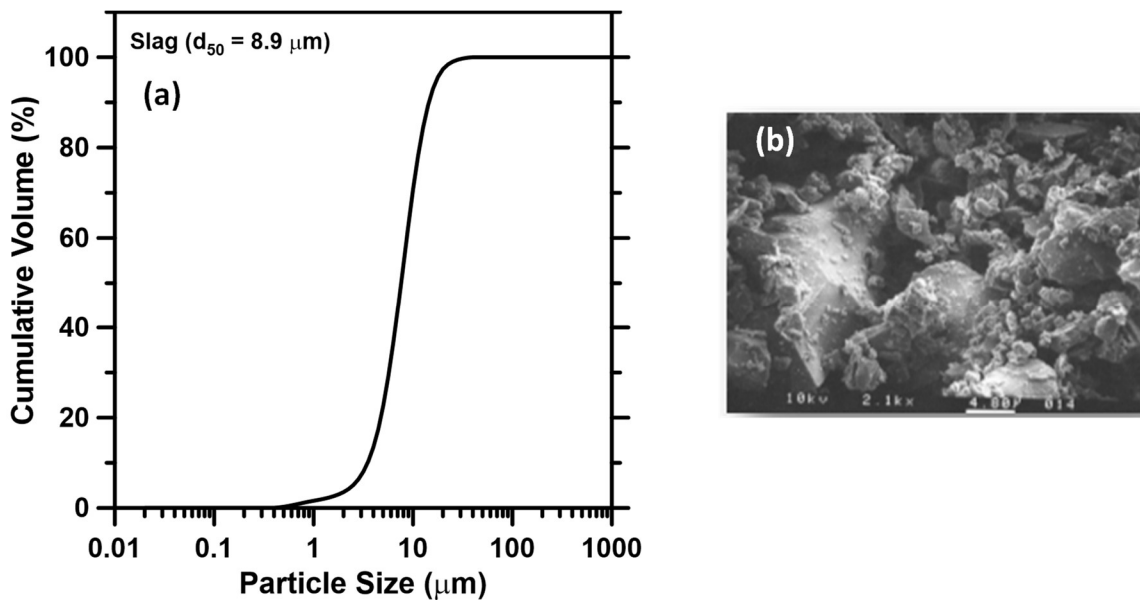 Slag (d50 = 8.9 μm)
(a)
100
80
60
40
20
0
Cumulative Volume (%)
0.01 0.1 1 10 100 1000
Particle Size (μm)
(b)
10kv 2.1kx 4.00μ 014